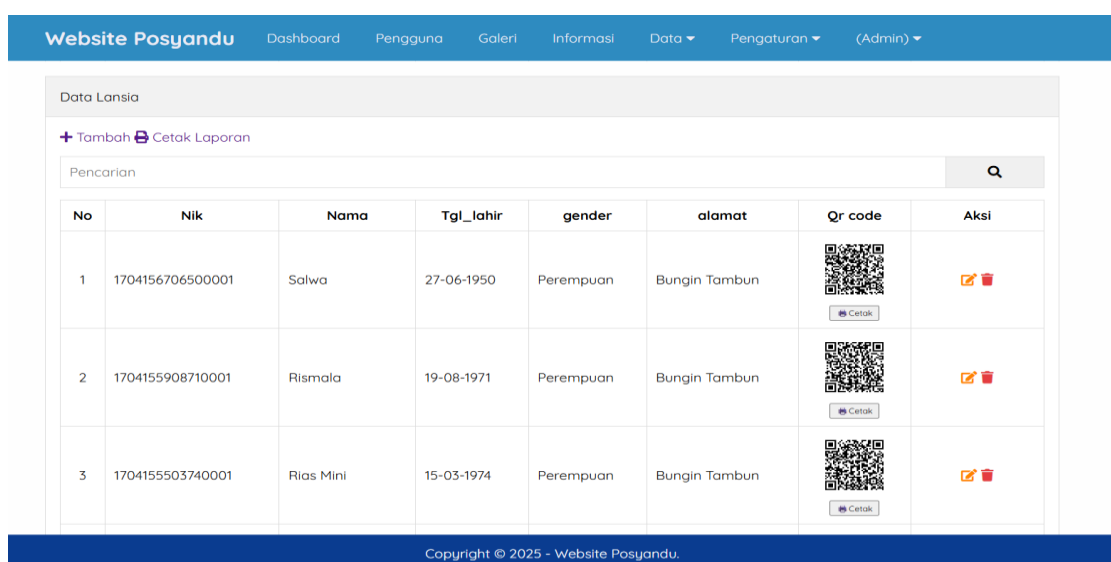 Website Posyandu Dashboard Pengguna Galeri Informasi Data Pengaturan (Admin)
Data Lansia
Tambah Cetak Laporan
Pencarian
No Nik Nama Tgl_lahir gender alamat Qr code Aksi
1 1704156706500001 Salwa 27-06-1950 Perempuan Bungin Tambun
Cetak
2 1704155908710001 Rismala 19-08-1971 Perempuan Bungin Tambun
Cetak
3 1704155503740001 Rias Mini 15-03-1974 Perempuan Bungin Tambun
Cetak
Copyright © 2025 - Website Posyandu.